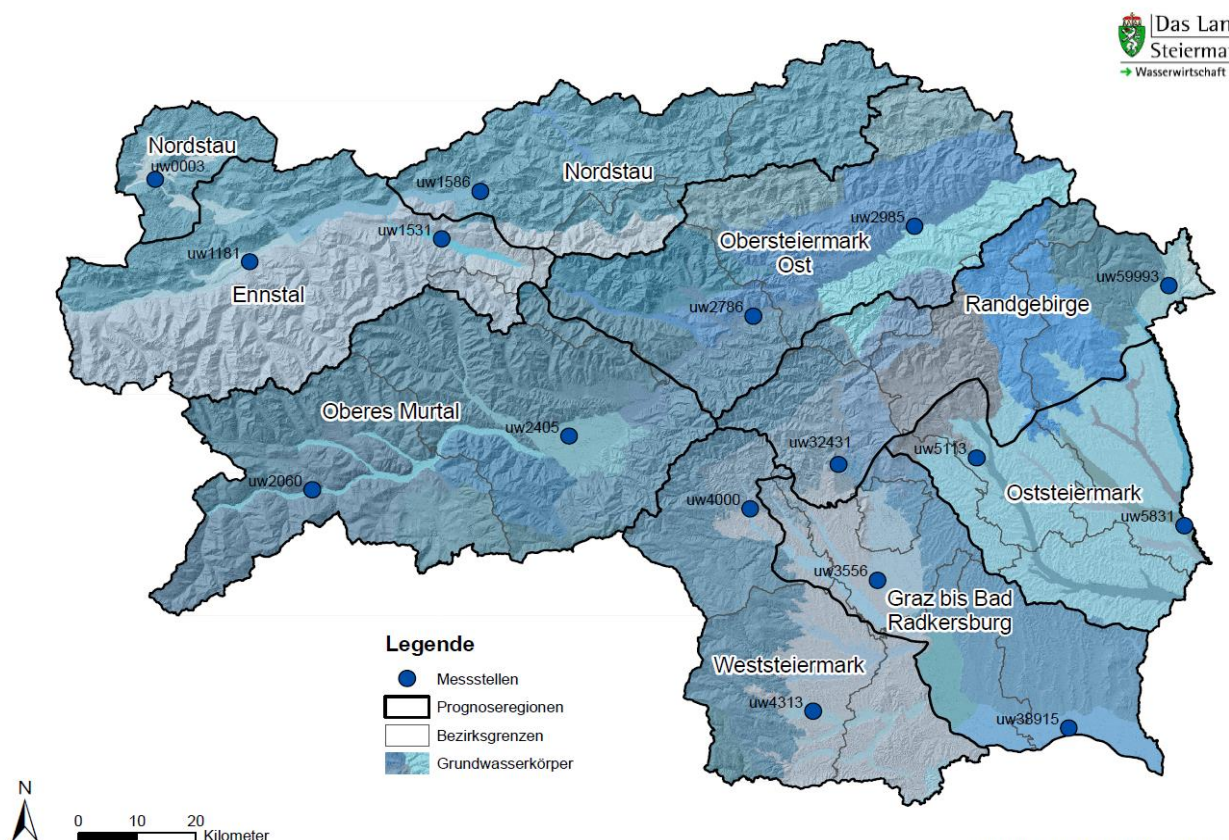 Das Lan
Steiermar
→ Wasserwirtschaft
Nordstau
uw0003
Nordstau
uw1586
uw2985
uw1531
Obersteiermark
Ost
uw1181
uw59993
Ennstal
Randgebirge
uw2786
Oberes Murtal
uw2405
uw32431
uw5113
uw2060
Oststeiermark
uw4000
uw5831
uw3556
Graz bis Bad
Radkersburg
Legende
Messstellen
Weststeiermark
Prognoseregionen
uw4313
uw38915
Bezirksgrenzen
Grundwasserkörper
N
0 10 20
Kilometer